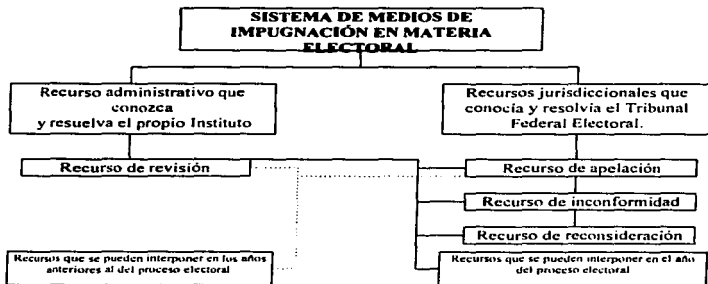 SISTEMA DE MEDIOS DE
IMPUGNACIÓN EN MATERIA
ELECTORAL
Recurso administrativo que
conozca
y resuelva el propio Instituto
Recursos jurisdiccionales que
conocía y resolvía el Tribunal
Federal Electoral.
Recurso de revisión
Recurso de apelación
Recurso de inconformidad
Recurso de reconsideración
Recursos que se pueden interponer en los años
anteriores al del proceso electoral
Recursos que se pueden interponer en el año
del proceso electoral